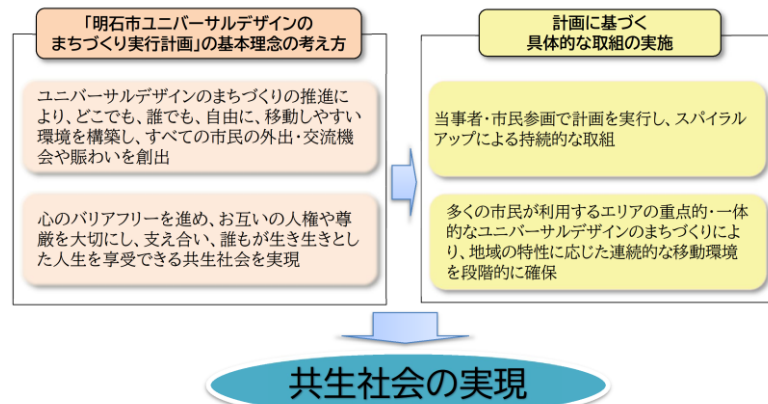 「明石市ユニバーサルデザインの
まちづくり実行計画」の基本理念の考え方
ユニバーサルデザインのまちづくりの推進に
より、どこでも、誰でも、自由に、移動しやすい
環境を構築し、すべての市民の外出・交流機
会や賑わいを創出
心のバリアフリーを進め、お互いの人権や尊
厳を大切にし、支え合い、誰もが生き生きとし
た人生を享受できる共生社会を実現
計画に基づく
具体的な取組の実施
当事者・市民参画で計画を実行し、スパイラル
アップによる持続的な取組
多くの市民が利用するエリアの重点的・一体
的なユニバーサルデザインのまちづくりによ
り、地域の特性に応じた連続的な移動環境
を段階的に確保
共生社会の実現